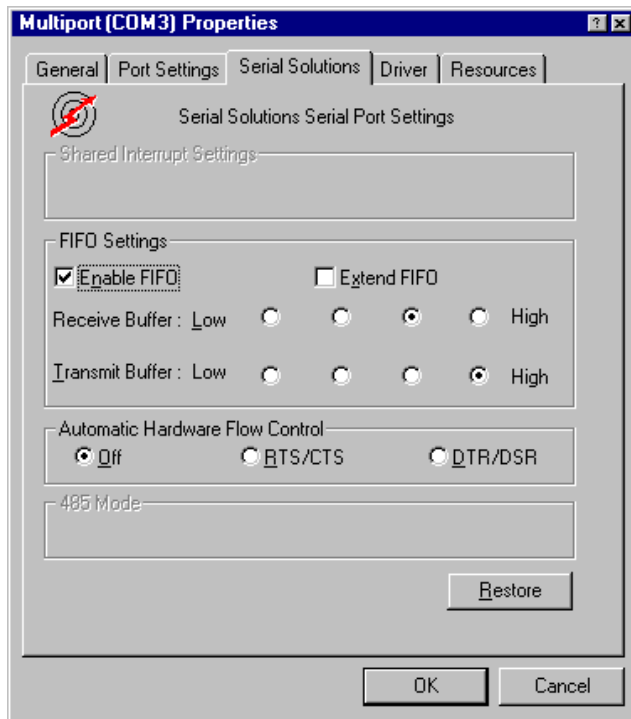 Multiport (COM3) Properties
General Port Settings Serial Solutions Driver Resources
Serial Solutions Serial Port Settings
Shared Interrupt Settings
FIFO Settings
Enable FIFO Extend FIFO
Receive Buffer : Low High
Transmit Buffer : Low High
Automatic Hardware Flow Control
Off RTS/CTS DTR/DSR
485 Mode
Restore
OK Cancel